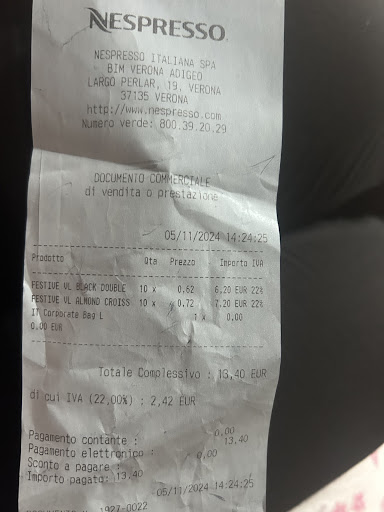 NESPRESSO.
NESPRESSO ITALIANA SPA
BIM VERONA ADIGEO
LARGO PERLAR, 19, VERONA
37135 VERONA
http://www.nespresso.com
Numero verde: 800.39.20.29
DOCUMENTO COMMERCIALE
di vendita o prestazione
05/11/2024 14:24:25
Prodotto Qta Prezzo Importo IVA
FESTIVE VL BLACK DOUBLE 10 x 0.62 6,20 EUR 22%
FESTIVE VL ALMOND CROISS 10 x 0.72 7,20 EUR 22%
IT Corporate Bag L 1 x 0.00
0,00 EUR
Totale Complessivo : 13,40 EUR
di cui IVA (22,00%) : 2,42 EUR
Pagamento contante : 0,00
Pagamento elettronico : 13,40
Sconto a pagare : 0,00
Importo pagato: 13,40
05/11/2024 14:24:25
1927-0022